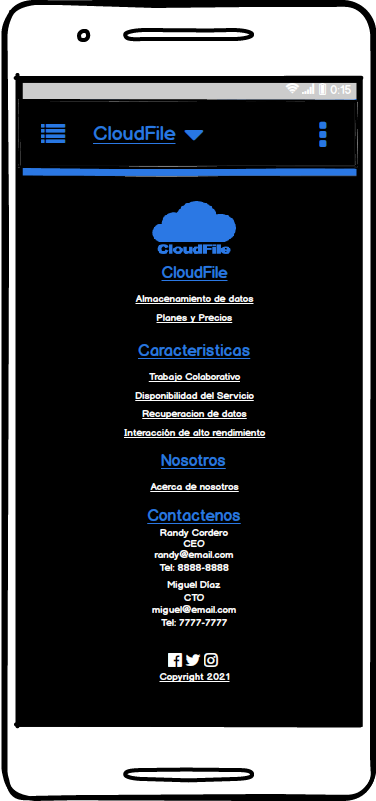 0:15
CloudFile
CloudFile
CloudFile
Almacenamiento de datos
Planes y Precios
Caracteristicas
Trabajo Colaborativo
Disponibilidad del Servicio
Recuperacion de datos
Interacción de alto rendimiento
Nosotros
Acerca de nosotros
Contactenos
Randy Cordero
CEO
randy@email.com
Tel: 8888-8888
Miguel Díaz
CTO
miguel@email.com
Tel: 7777-7777
Copyright 2021